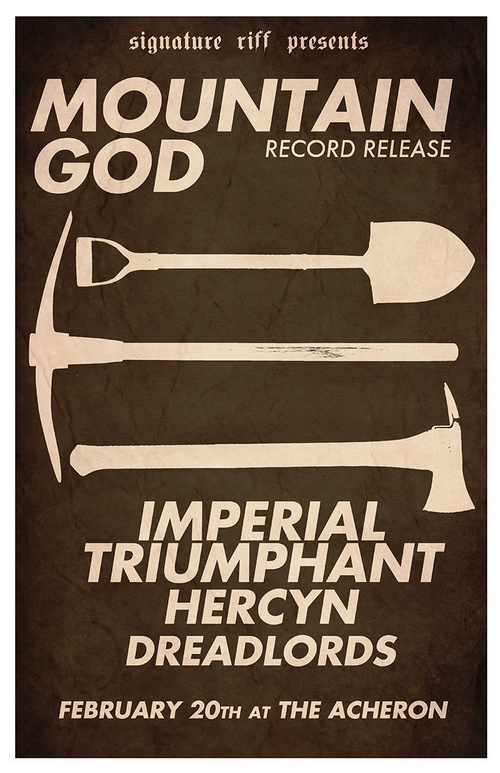 signature riff presents
MOUNTAIN
GOD
RECORD RELEASE
IMPERIAL
TRIUMPHANT
HERCYN
DREADLORDS
FEBRUARY 20TH AT THE ACHERON